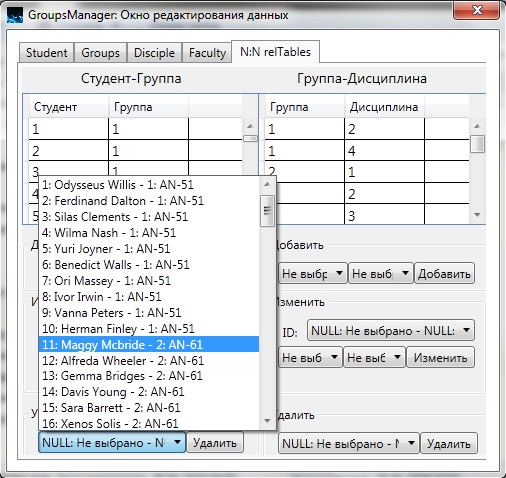 GroupsManager: Окно редактирования данных
Student Groups Disciple Faculty N:N relTables
Студент-Группа Группа-Дисциплина
Студент Группа Группа Дисциплина
1 1 1 2
2 1 1 4
3 1 2 1
4 2
5 3
1: Odysseus Willis - 1: AN-51
2: Ferdinand Dalton - 1: AN-51
3: Silas Clements - 1: AN-51
4: Wilma Nash - 1: AN-51
5: Yuri Joyner - 1: AN-51
6: Benedict Walls - 1: AN-51
7: Ori Massey - 1: AN-51
8: Ivor Irwin - 1: AN-51
9: Vanna Peters - 1: AN-51
10: Herman Finley - 1: AN-51
11: Maggy Mcbride - 2: AN-61
12: Alfreda Wheeler - 2: AN-61
13: Gemma Bridges - 2: AN-61
14: Davis Young - 2: AN-61
15: Sara Barrett - 2: AN-61
16: Xenos Solis - 2: AN-61
Добавить
Не выбр Не выб Добавить
Изменить
ID: NULL: Не выбрано - NULL:
Не выб Не выб Изменить
У далить
NULL: Не выбрано - N Удалить NULL: Не выбрано - N Удалить